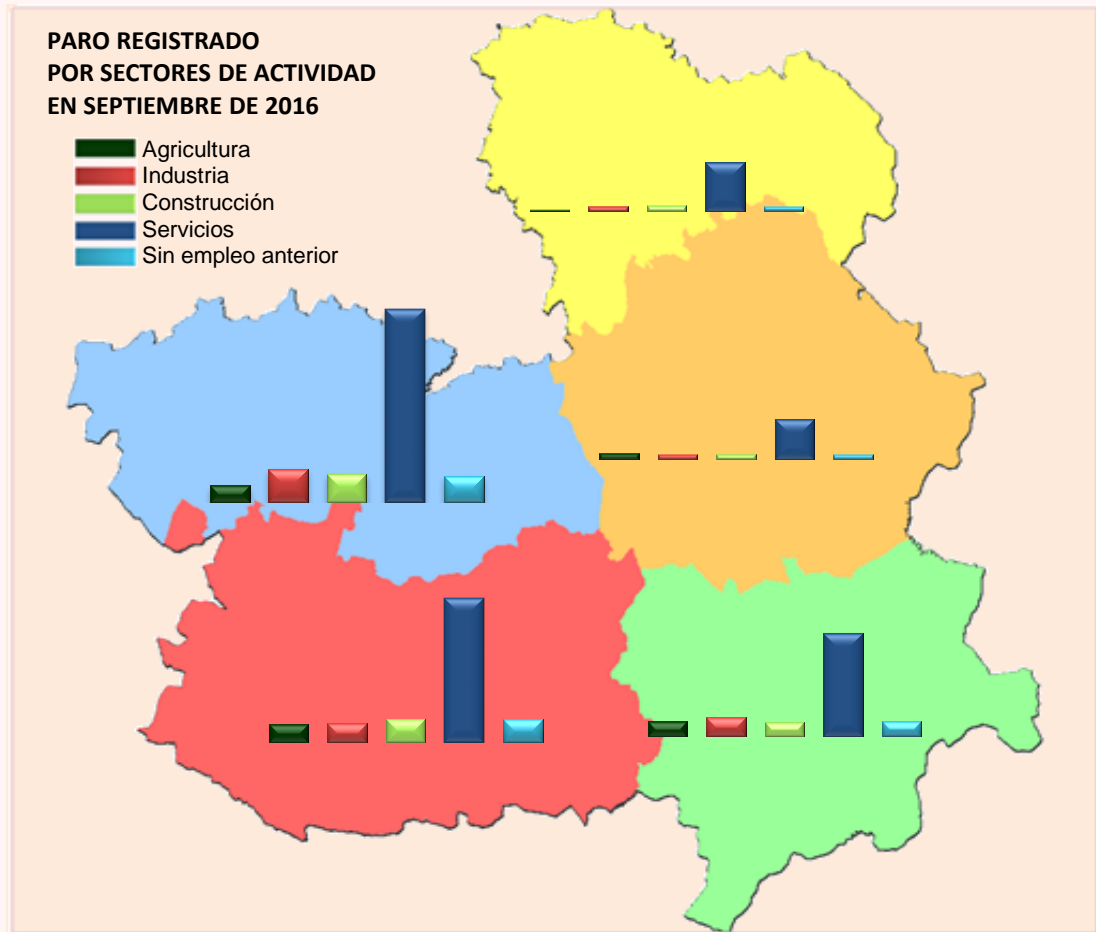 PARO REGISTRADO
POR SECTORES DE ACTIVIDAD
EN SEPTIEMBRE DE 2016
Agricultura
Industria
Construcción
Servicios
Sin empleo anterior